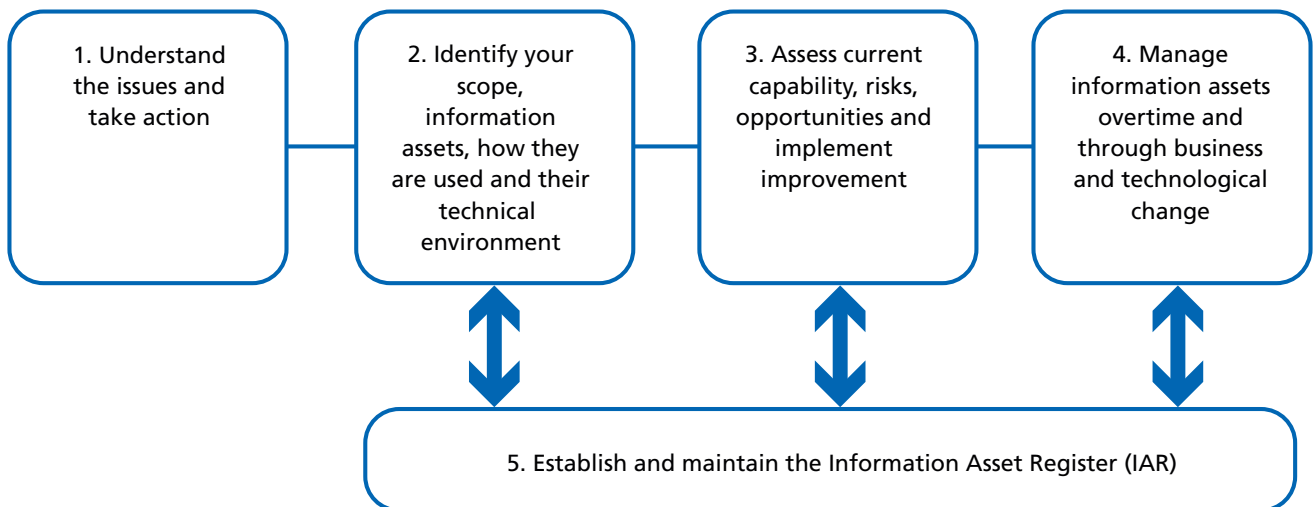 1. Understand
the issues and
take action
2. Identify your
scope,
information
assets, how they
are used and their
technical
environment
3. Assess current
capability, risks,
opportunities and
implement
improvement
4. Manage
information assets
overtime and
through business
and technological
change
5. Establish and maintain the Information Asset Register (IAR)